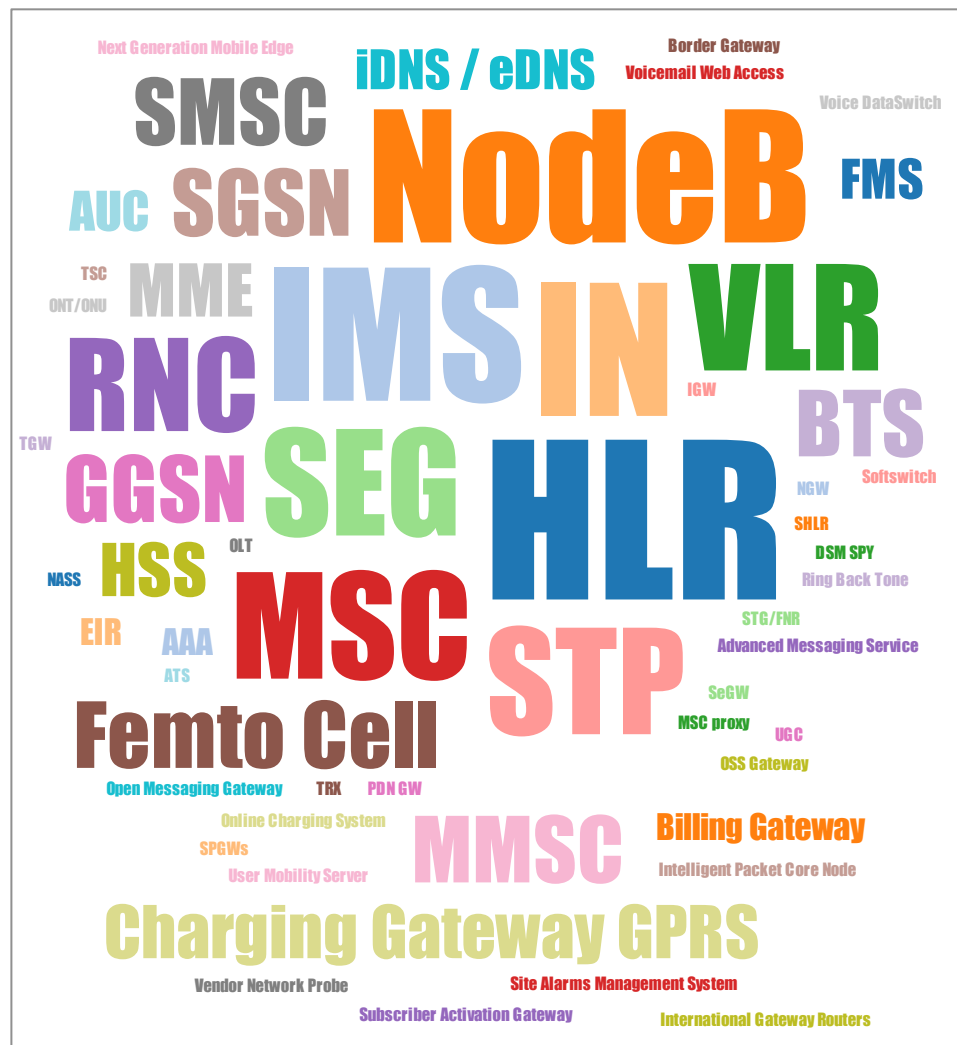 Next Generation Mobile Edge
iDNS / eDNS
Border Gateway
Voicemail Web Access
SMSC
Voice DataSwitch
NodeB
FMS
AUC
SGSN
TSC
MME
IMS
IN
VLR
ONT/ONU
RNC
IGW
BTS
TGW
GGSN
SEG
HLR
Softswitch
NGW
SHLR
OLT
DSM SPY
HSS
NASS
Ring Back Tone
MSC
STG/FNR
EIR
AAA
STP
Advanced Messaging Service
ATS
SeGW
MSC proxy
UGC
Femto Cell
OSS Gateway
Open Messaging Gateway
TRX
PDN GW
Online Charging System
MMSC
Billing Gateway
SPGWs
User Mobility Server
Intelligent Packet Core Node
Charging Gateway GPRS
Vendor Network Probe
Site Alarms Management System
Subscriber Activation Gateway
International Gateway Routers